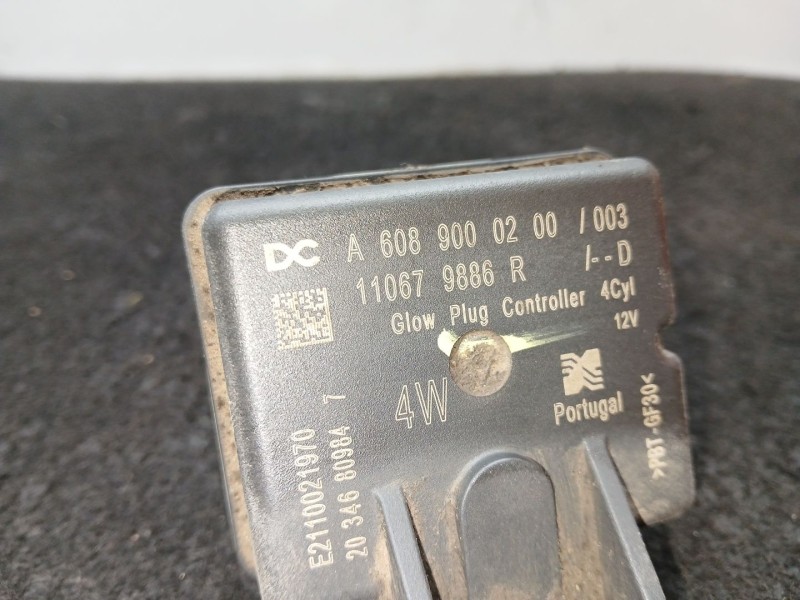 DC A 608 900 02 00 /003
11067 9886 R /--D
Glow Plug Controller 4Cyl
12V
4W
Portugal
>PBT-GF30<
E2110021970
20 346 80984 7